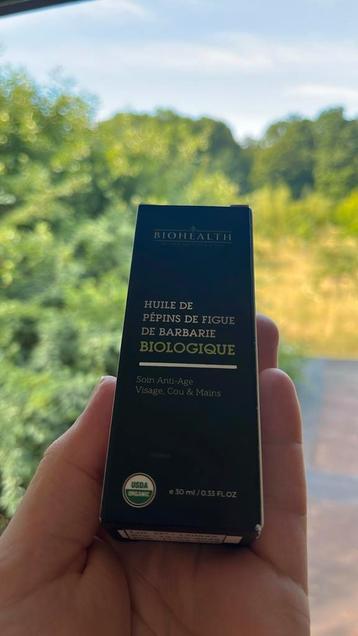 BIOHEALTH
HUILE DE
PÉPINS DE FIGUE
DE BARBARIE
BIOLOGIQUE
Soin Anti-Age
Visage, Cou & Mains
USDA
ORGANIC
e 30 ml / 0.33 FL.OZ